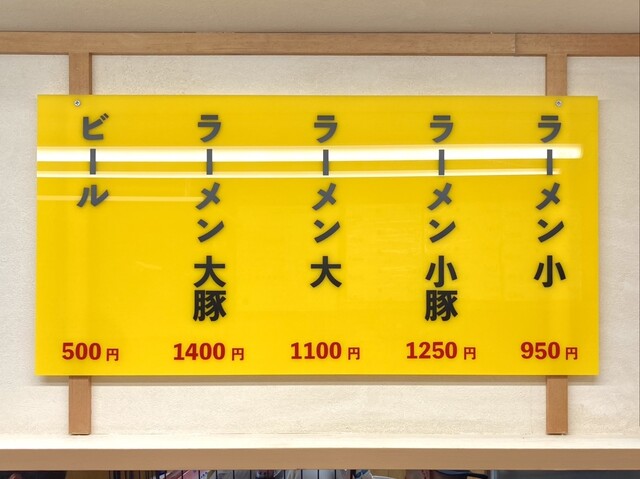 ラーメン 小
950円
ラーメン 小豚
1250円
ラーメン 大
1100円
ラーメン 大豚
1400円
ビール
500円